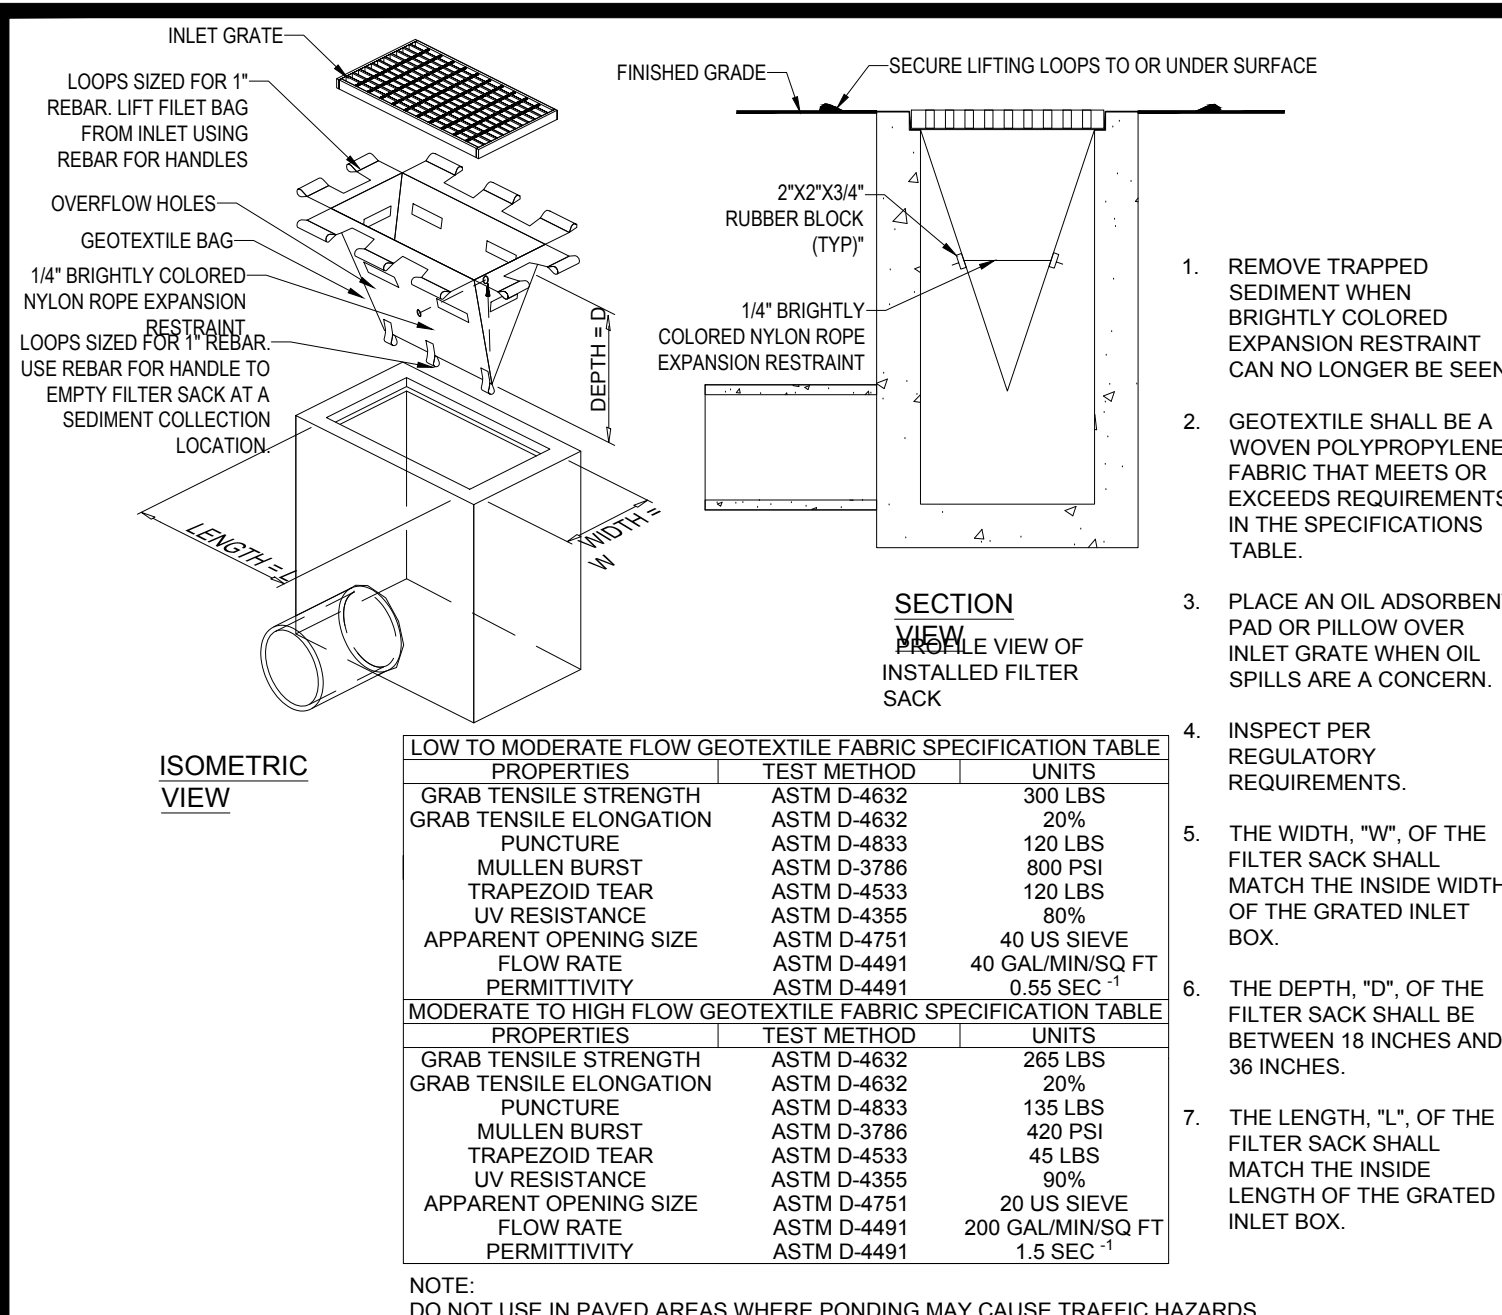 INLET GRATE
LOOPS SIZED FOR 1"
REBAR. LIFT FILET BAG
FROM INLET USING
REBAR FOR HANDLES
OVERFLOW HOLES
GEOTEXTILE BAG
1/4" BRIGHTLY COLORED
NYLON ROPE EXPANSION
RESTRAINT
LOOPS SIZED FOR 1" REBAR.
USE REBAR FOR HANDLE TO
EMPTY FILTER SACK AT A
SEDIMENT COLLECTION
LOCATION.
DEPTH = D
LENGTH = L
WIDTH =
W
ISOMETRIC
VIEW
FINISHED GRADE
SECURE LIFTING LOOPS TO OR UNDER SURFACE
2"X2"X3/4"
RUBBER BLOCK
(TYP)"
1/4" BRIGHTLY
COLORED NYLON ROPE
EXPANSION RESTRAINT
SECTION
VIEW
PROFILE VIEW OF
INSTALLED FILTER
SACK
1. REMOVE TRAPPED
SEDIMENT WHEN
BRIGHTLY COLORED
EXPANSION RESTRAINT
CAN NO LONGER BE SEEN
2. GEOTEXTILE SHALL BE A
WOVEN POLYPROPYLENE
FABRIC THAT MEETS OR
EXCEEDS REQUIREMENTS
IN THE SPECIFICATIONS
TABLE.
3. PLACE AN OIL ADSORBENT
PAD OR PILLOW OVER
INLET GRATE WHEN OIL
SPILLS ARE A CONCERN.
4. INSPECT PER
REGULATORY
REQUIREMENTS.
5. THE WIDTH, "W", OF THE
FILTER SACK SHALL
MATCH THE INSIDE WIDTH
OF THE GRATED INLET
BOX.
6. THE DEPTH, "D", OF THE
FILTER SACK SHALL BE
BETWEEN 18 INCHES AND
36 INCHES.
7. THE LENGTH, "L", OF THE
FILTER SACK SHALL
MATCH THE INSIDE
LENGTH OF THE GRATED
INLET BOX.
LOW TO MODERATE FLOW GEOTEXTILE FABRIC SPECIFICATION TABLE
PROPERTIES TEST METHOD UNITS
GRAB TENSILE STRENGTH ASTM D-4632 300 LBS
GRAB TENSILE ELONGATION ASTM D-4632 20%
PUNCTURE ASTM D-4833 120 LBS
MULLEN BURST ASTM D-3786 800 PSI
TRAPEZOID TEAR ASTM D-4533 120 LBS
UV RESISTANCE ASTM D-4355 80%
APPARENT OPENING SIZE ASTM D-4751 40 US SIEVE
FLOW RATE ASTM D-4491 40 GAL/MIN/SQ FT
PERMITTIVITY ASTM D-4491 0.55 SEC -1
MODERATE TO HIGH FLOW GEOTEXTILE FABRIC SPECIFICATION TABLE
PROPERTIES TEST METHOD UNITS
GRAB TENSILE STRENGTH ASTM D-4632 265 LBS
GRAB TENSILE ELONGATION ASTM D-4632 20%
PUNCTURE ASTM D-4833 135 LBS
MULLEN BURST ASTM D-3786 420 PSI
TRAPEZOID TEAR ASTM D-4533 45 LBS
UV RESISTANCE ASTM D-4355 90%
APPARENT OPENING SIZE ASTM D-4751 20 US SIEVE
FLOW RATE ASTM D-4491 200 GAL/MIN/SQ FT
PERMITTIVITY ASTM D-4491 1.5 SEC -1
NOTE:
DO NOT USE IN PAVED AREAS WHERE PONDING MAY CAUSE TRAFFIC HAZARDS